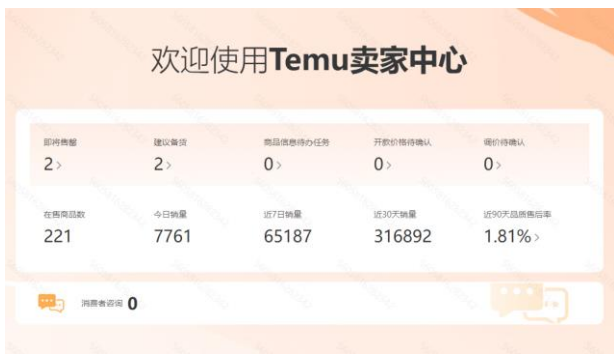 欢迎使用Temu卖家中心
即将售罄 建议备货 商品信息待办任务 开款价格待确认 调价待确认
2> 2> 0> 0> 0>
在售商品数 今日销量 近7日销量 近30天销量 近90天品质售后率
221 7761 65187 316892 1.81%>
消费者咨询 0